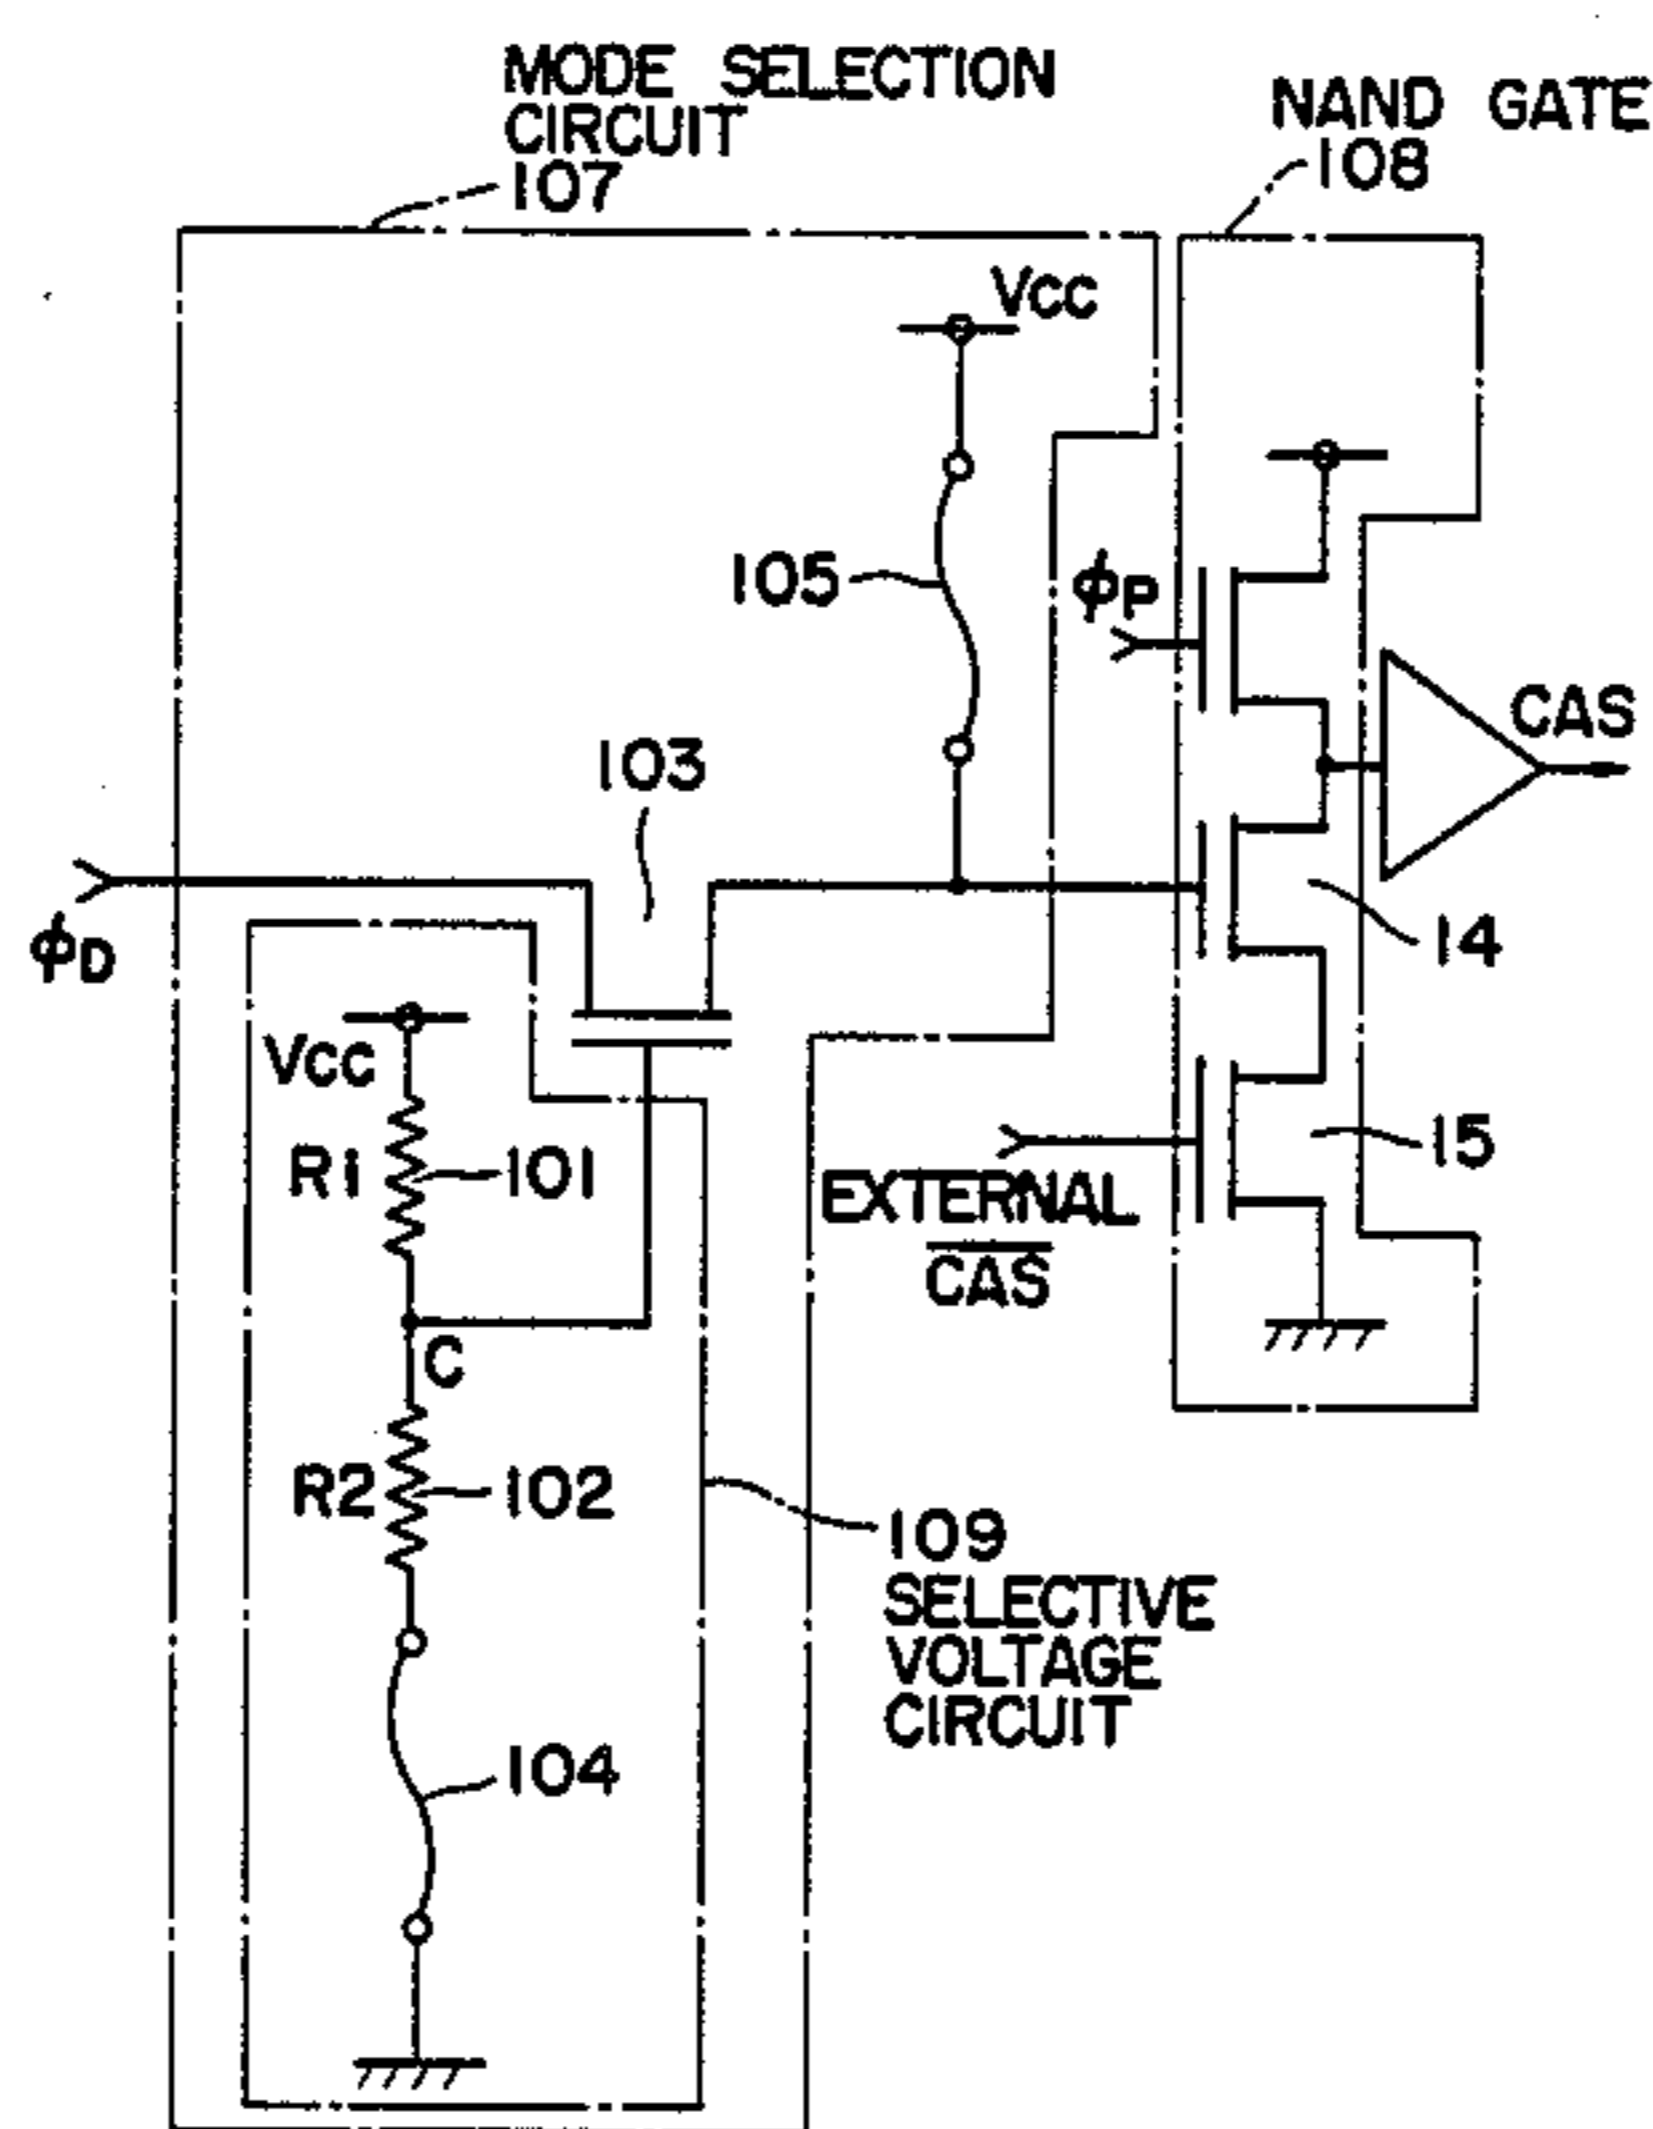 MODE SELECTION
CIRCUIT
107
NAND GATE
108
Vcc
105
φP
CAS
103
φD
14
Vcc
R1
101
15
EXTERNAL
C̅A̅S̅
C
R2
102
109
SELECTIVE
VOLTAGE
CIRCUIT
104